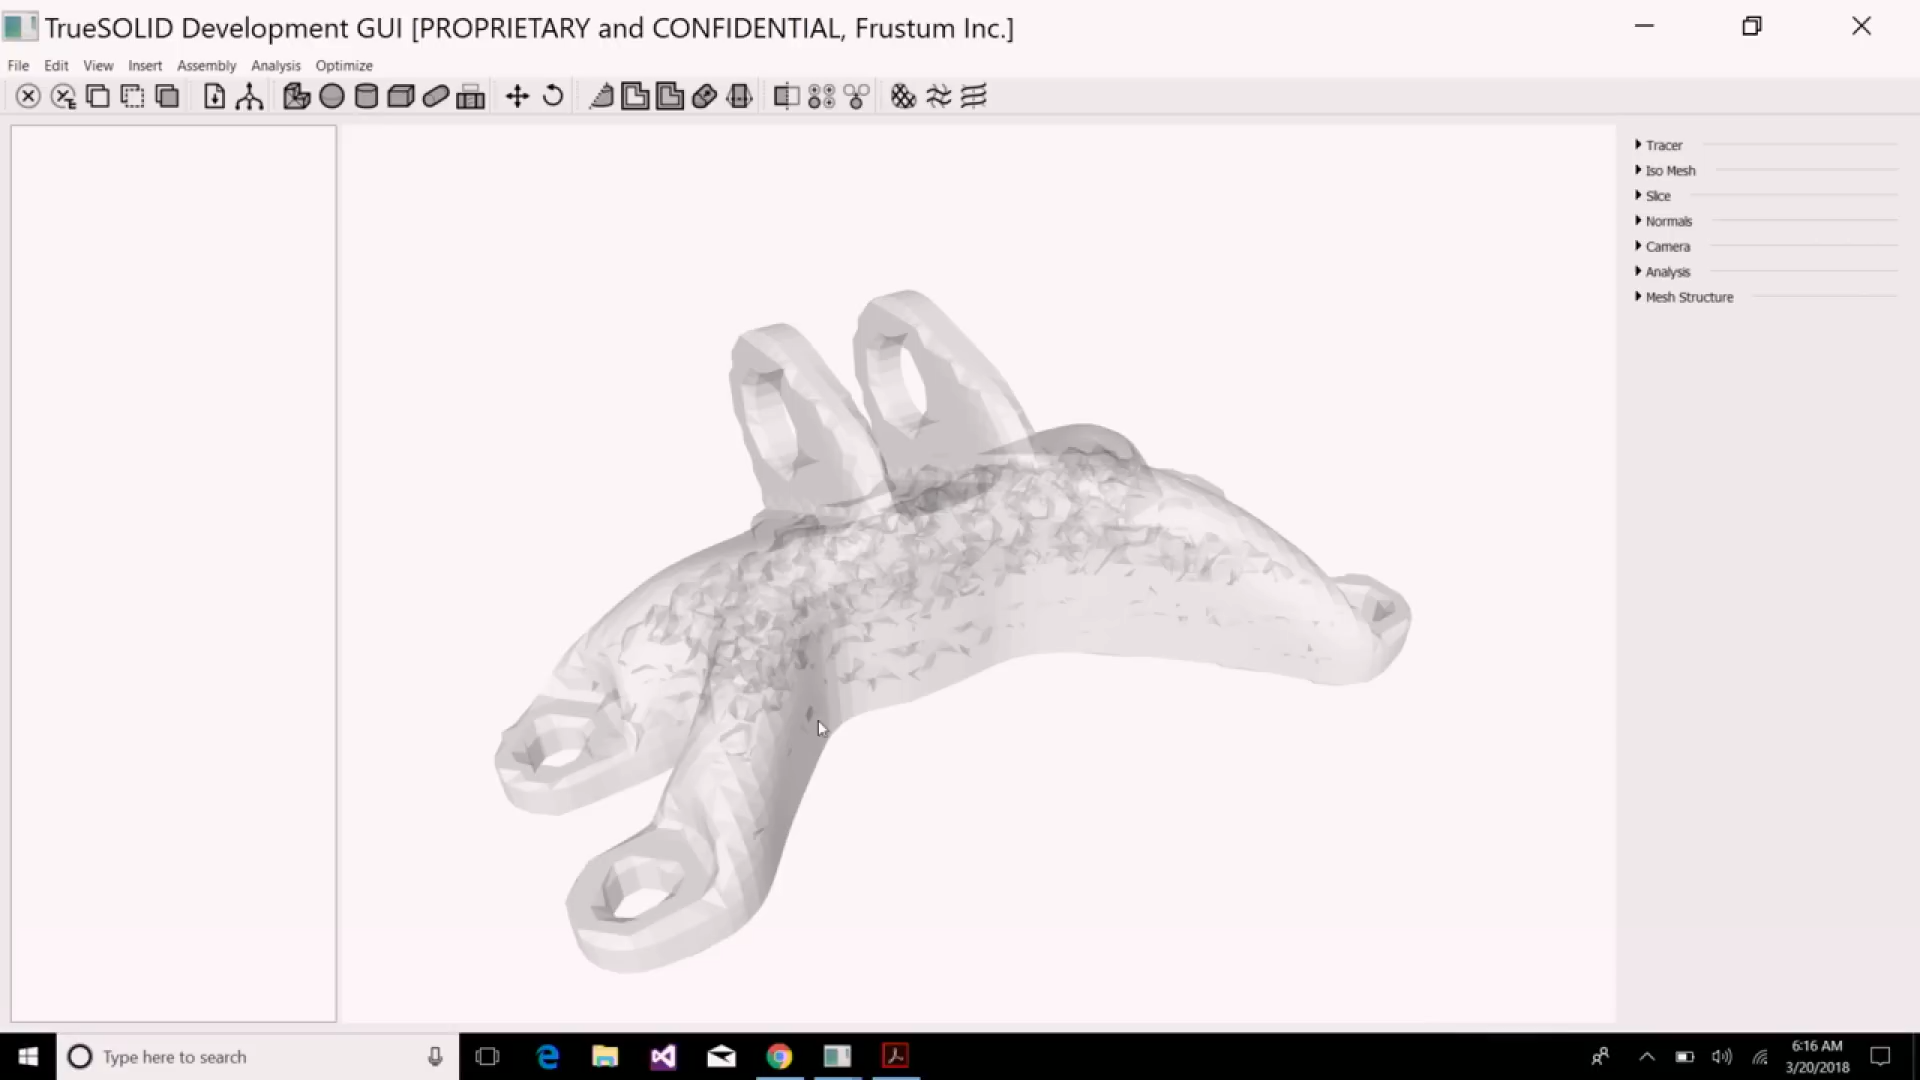 TrueSOLID Development GUI [PROPRIETARY and CONFIDENTIAL, Frustum Inc.]
File Edit View Insert Assembly Analysis Optimize
Tracer
Iso Mesh
Slice
Normals
Camera
Analysis
Mesh Structure
Type here to search
6:16 AM
3/20/2018